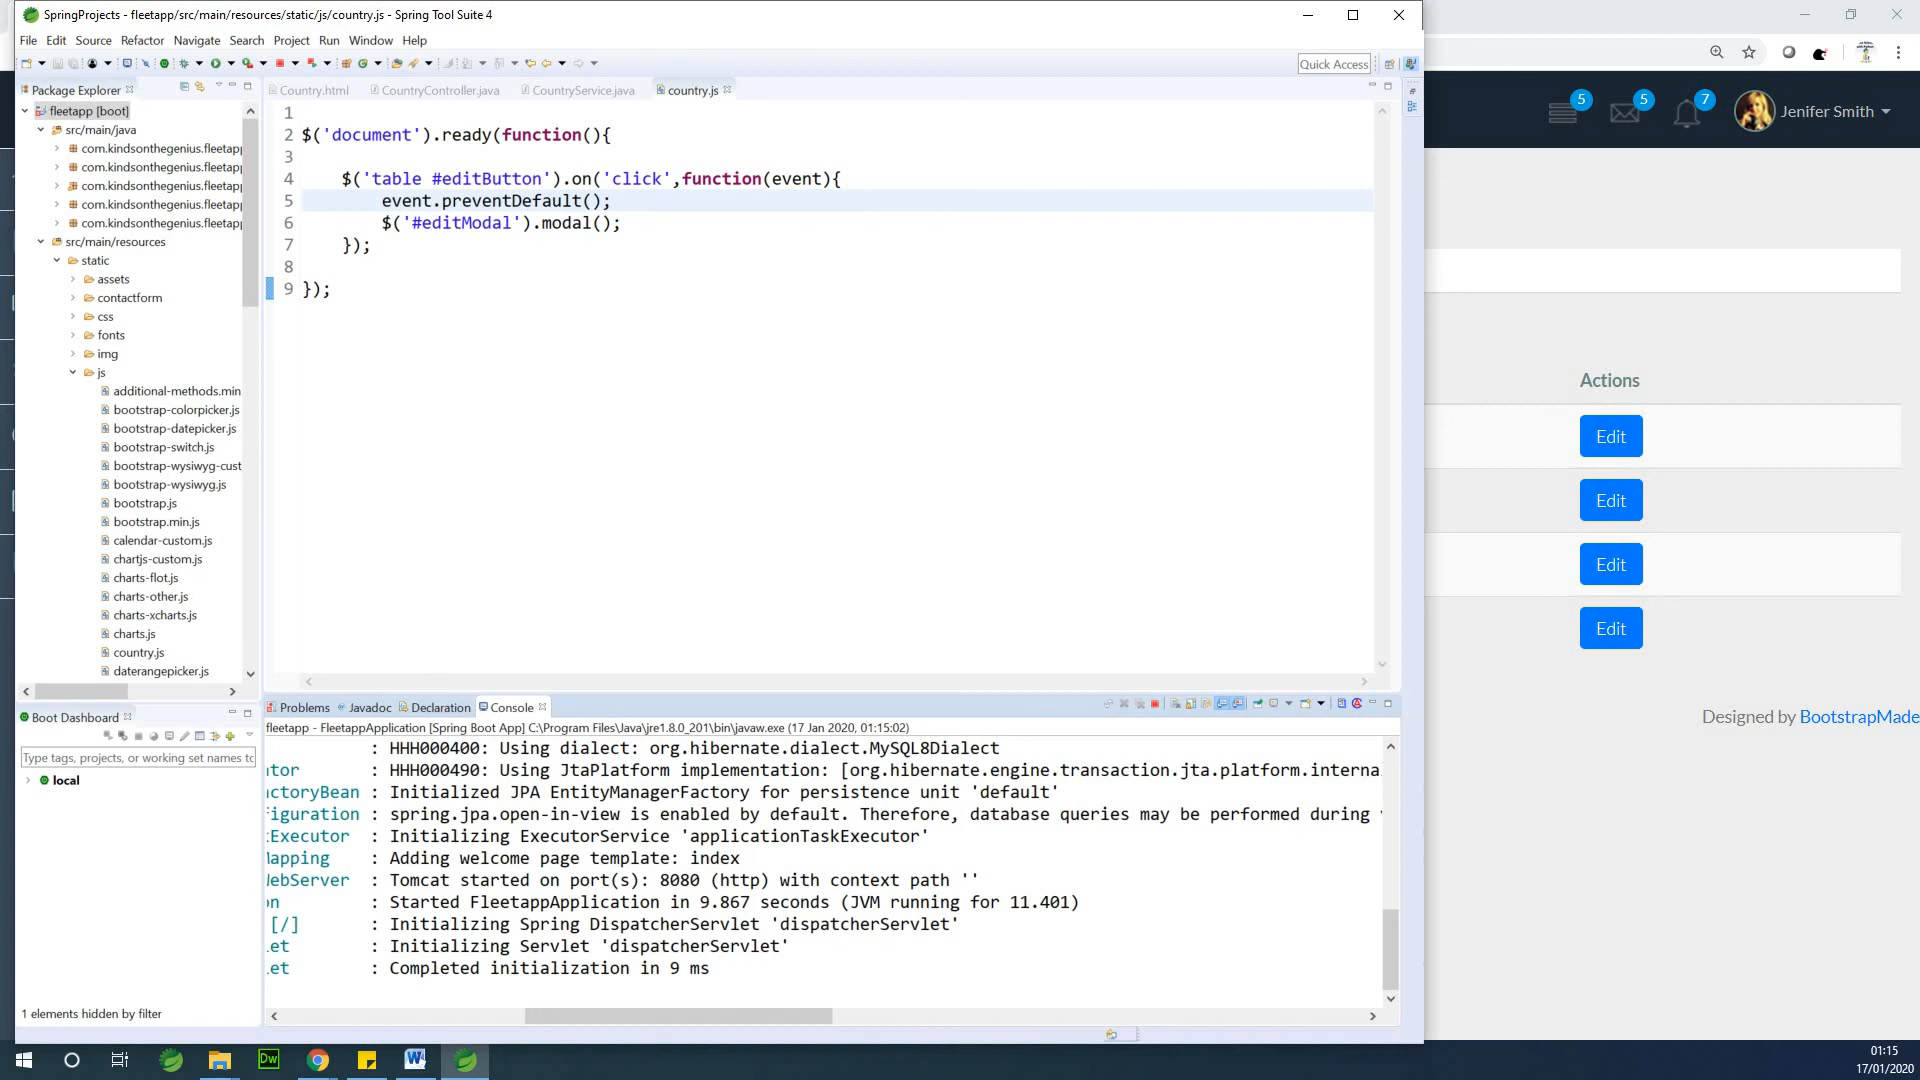 SpringProjects - fleetapp/src/main/resources/static/js/country.js - Spring Tool Suite 4
File Edit Source Refactor Navigate Search Project Run Window Help
Quick Access
Package Explorer
fleetapp [boot]
src/main/java
com.kindsonthegenius.fleetapp
com.kindsonthegenius.fleetapp
com.kindsonthegenius.fleetapp
com.kindsonthegenius.fleetapp
com.kindsonthegenius.fleetapp
src/main/resources
static
assets
contactform
css
fonts
img
js
additional-methods.min
bootstrap-colorpicker.js
bootstrap-datepicker.js
bootstrap-switch.js
bootstrap-wysiwyg-cust
bootstrap-wysiwyg.js
bootstrap.js
bootstrap.min.js
calendar-custom.js
chartjs-custom.js
charts-flot.js
charts-other.js
charts-xcharts.js
charts.js
country.js
daterangepicker.js
Country.html CountryController.java CountryService.java country.js
1
2 $('document').ready(function(){
3
4 $('table #editButton').on('click',function(event){
5 event.preventDefault();
6 $('#editModal').modal();
7 });
8
9 });
Boot Dashboard
Type tags, projects, or working set names to
local
1 elements hidden by filter
Problems Javadoc Declaration Console
fleetapp - FleetappApplication [Spring Boot App] C:\Program Files\Java\jre1.8.0_201\bin\javaw.exe (17 Jan 2020, 01:15:02)
: HHH000400: Using dialect: org.hibernate.dialect.MySQL8Dialect
ator : HHH000490: Using JtaPlatform implementation: [org.hibernate.engine.transaction.jta.platform.interna
actoryBean : Initialized JPA EntityManagerFactory for persistence unit 'default'
figuration : spring.jpa.open-in-view is enabled by default. Therefore, database queries may be performed during
Executor : Initializing ExecutorService 'applicationTaskExecutor'
Mapping : Adding welcome page template: index
WebServer : Tomcat started on port(s): 8080 (http) with context path ''
on : Started FleetappApplication in 9.867 seconds (JVM running for 11.401)
[/] : Initializing Spring DispatcherServlet 'dispatcherServlet'
let : Initializing Servlet 'dispatcherServlet'
let : Completed initialization in 9 ms
5 5 7 Jenifer Smith
Actions
Edit
Edit
Edit
Edit
Designed by BootstrapMade
Dw
W
01:15
17/01/2020